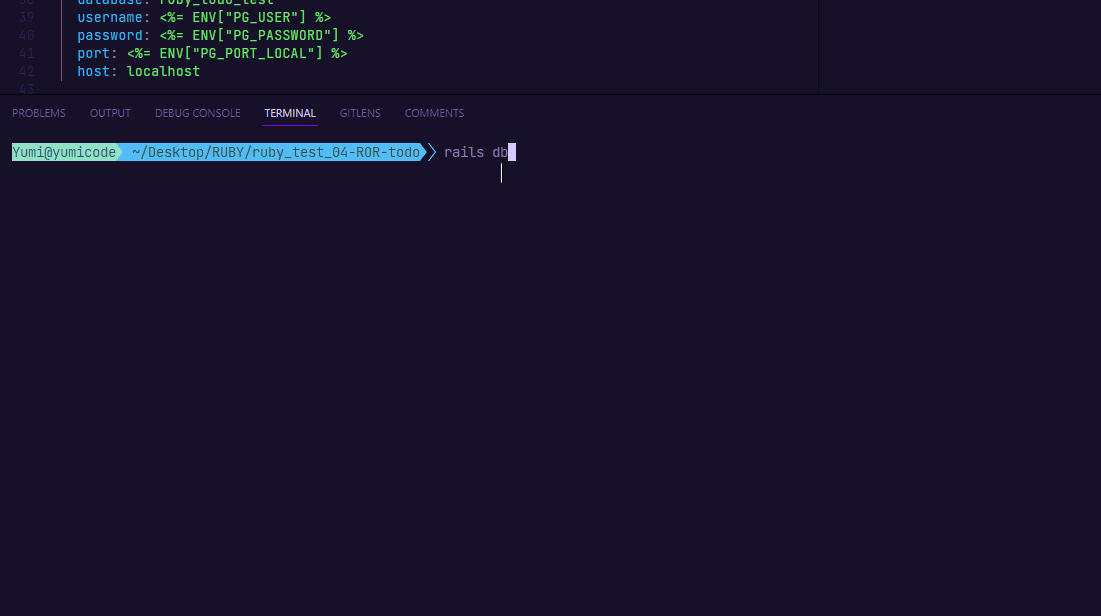 38 database: ruby_todo_test
39 username: <%= ENV["PG_USER"] %>
40 password: <%= ENV["PG_PASSWORD"] %>
41 port: <%= ENV["PG_PORT_LOCAL"] %>
42 host: localhost
43
PROBLEMS OUTPUT DEBUG CONSOLE TERMINAL GITLENS COMMENTS
Yumi@yumicode ~/Desktop/RUBY/ruby_test_04-ROR-todo rails db